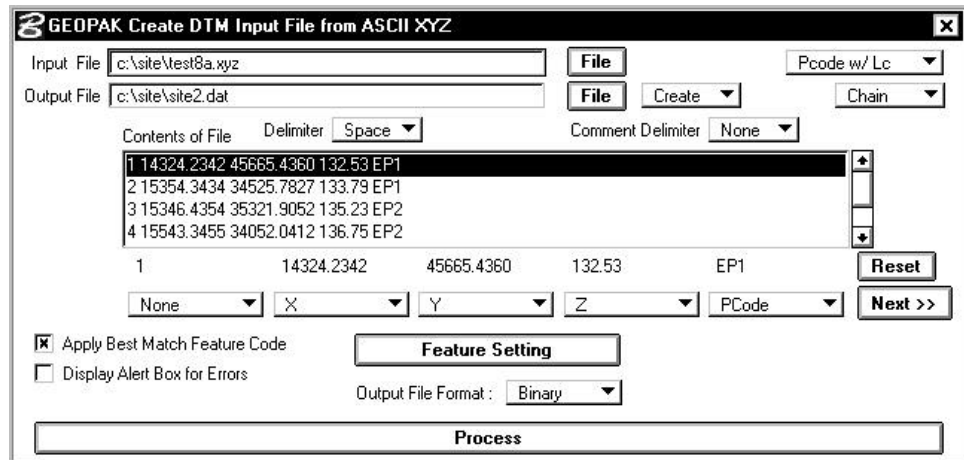 GEOPAK Create DTM Input File from ASCII XYZ
Input File c:\site\test8a.xyz File Pcode w/ Lc
Output File c:\site\site2.dat File Create Chain
Contents of File Delimiter Space Comment Delimiter None
1 14324.2342 45665.4360 132.53 EP1
2 15354.3434 34525.7827 133.79 EP1
3 15346.4354 35321.9052 135.23 EP2
4 15543.3455 34052.0412 136.75 EP2
1 14324.2342 45665.4360 132.53 EP1 Reset
None X Y Z PCode Next >>
Apply Best Match Feature Code Feature Setting
Display Alert Box for Errors
Output File Format : Binary
Process